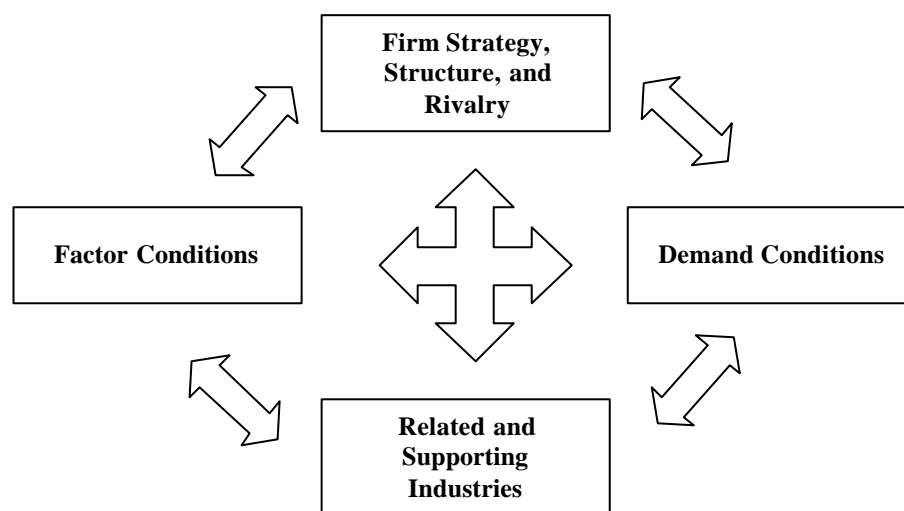 Firm Strategy,
Structure, and
Rivalry
Factor Conditions
Demand Conditions
Related and
Supporting
Industries